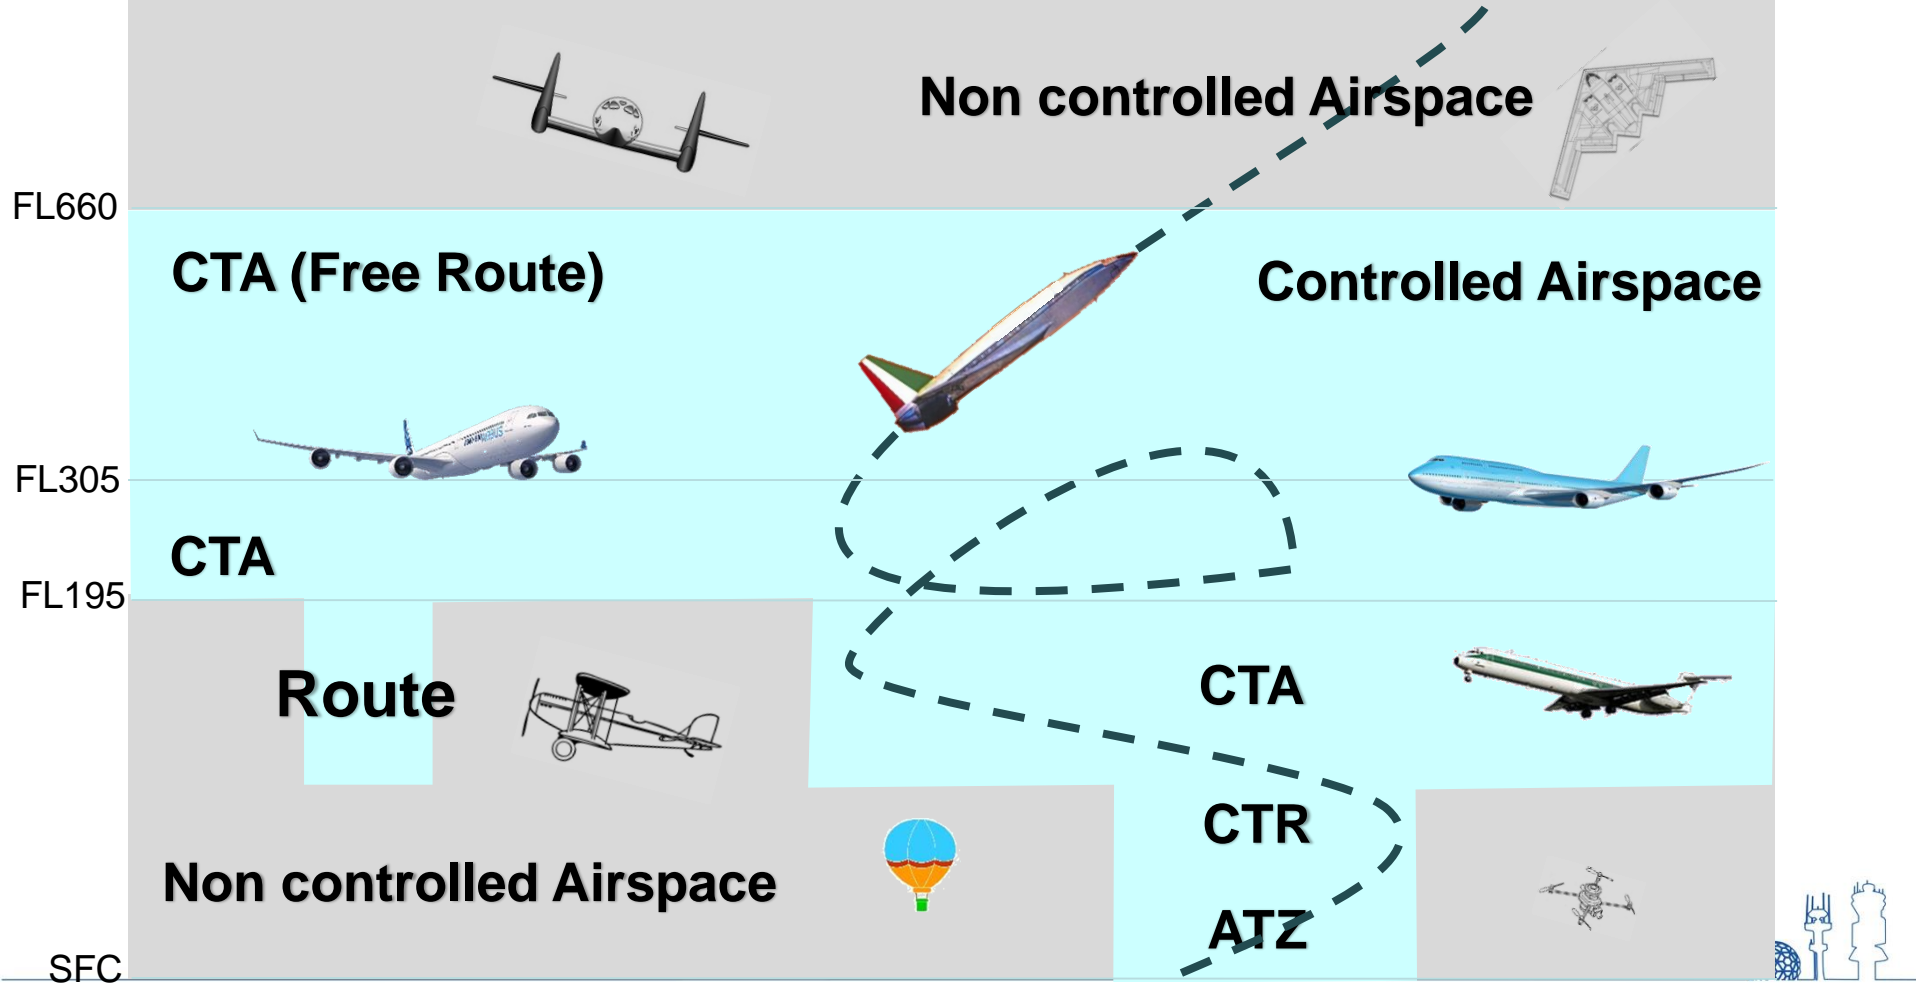 Non controlled Airspace
FL660
CTA (Free Route)
Controlled Airspace
FL305
CTA
FL195
Route
CTA
CTR
Non controlled Airspace
ATZ
SFC